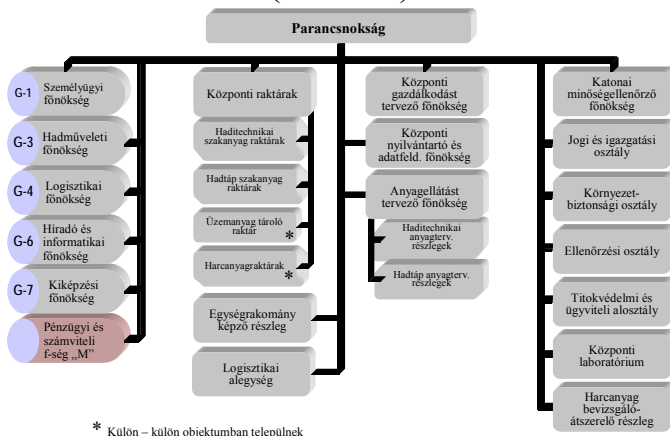 Parancsnokság
G-1
Személyügyi
főnökség
G-3
Hadműveleti
főnökség
G-4
Logisztikai
főnökség
G-6
Híradó és
informatikai
főnökség
G-7
Kiképzési
főnökség
Pénzügyi és
számviteli
f-ség „M”
Központi raktárak
Haditechnikai
szakanyag raktárak
Hadtáp szakanyag
raktárak
Üzemanyag tároló
raktár *
Harcanyagraktárak *
Egységrakomány
képző részleg
Logisztikai
alegység
Központi
gazdálkodást
tervező főnökség
Központi
nyilvántartó és
adatfeld. főnökség
Anyagellátást
tervező főnökség
Haditechnikai
anyagterv.
részlegek
Hadtáp anyagterv.
részlegek
Katonai
minőségellenőrző
főnökség
Jogi és igazgatási
osztály
Környezet-
biztonsági osztály
Ellenőrzési osztály
Titokvédelmi és
ügyviteli alosztály
Központi
laboratórium
Harcanyag
bevizsgáló-
átszerelő részleg
* Külön – külön objektumban települnek